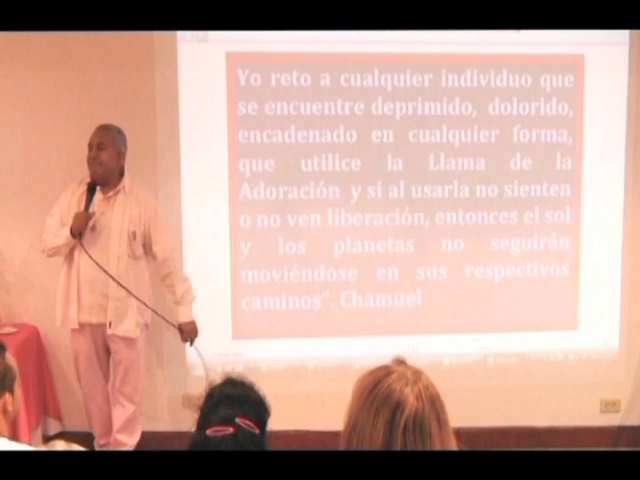 Yo reto a cualquier individuo que
se encuentre deprimido, dolorido,
encadenado en cualquier forma,
que utilice la Llama de la
Adoración y si al usarla no sienten
o no ven liberación, entonces el sol
y los planetas no seguirán
moviéndose en sus respectivos
caminos". Chamuel